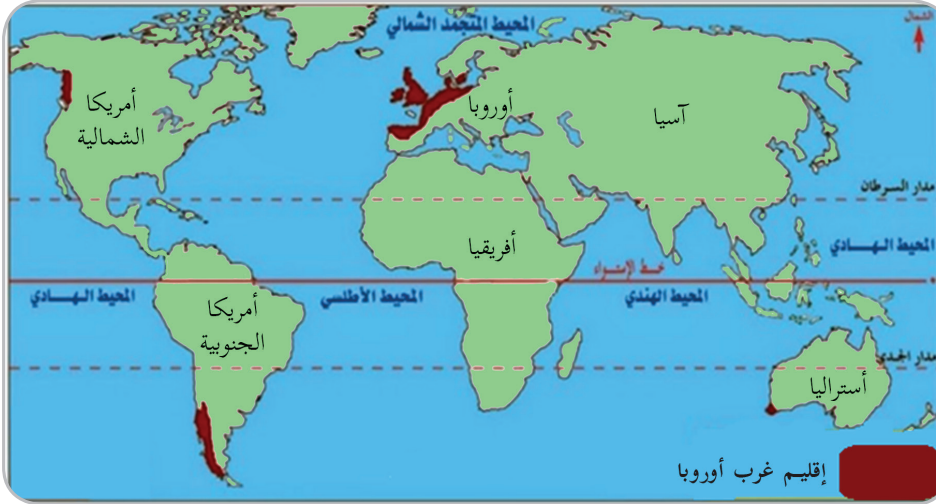 الشمال
المحيط المتجمد الشمالي
أمريكا
الشمالية
أوروبا
آسيا
مدار السرطان
أفريقيا
المحيط الهادي
خط الإستواء
المحيط الهادي
المحيط الأطلسي
المحيط الهندي
أمريكا
الجنوبية
مدار الجدي
أستراليا
إقليم غرب أوروبا